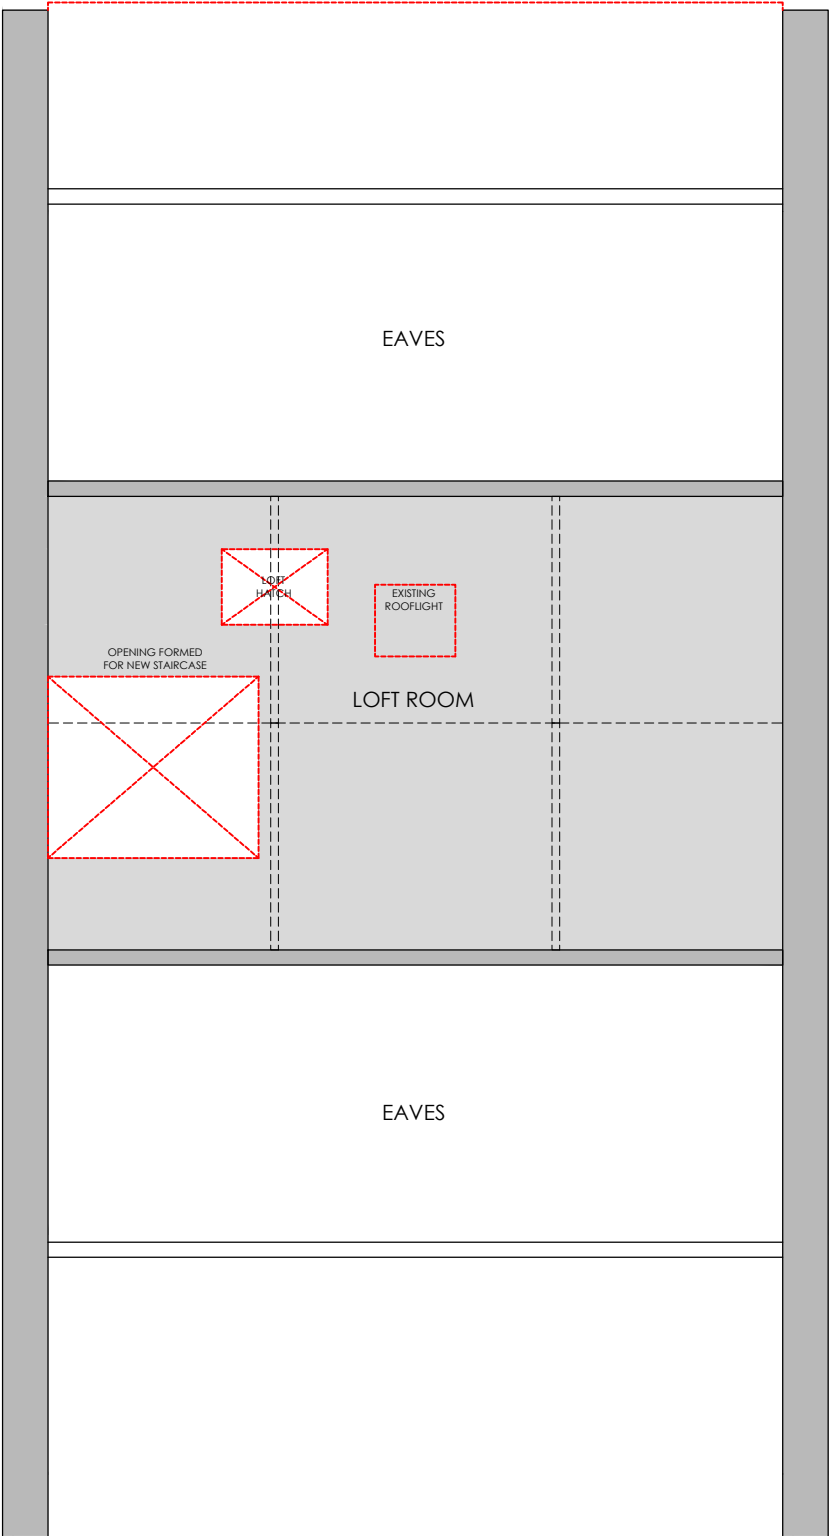 EAVES
LOFT
HATCH
EXISTING
ROOFLIGHT
OPENING FORMED
FOR NEW STAIRCASE
LOFT ROOM
EAVES